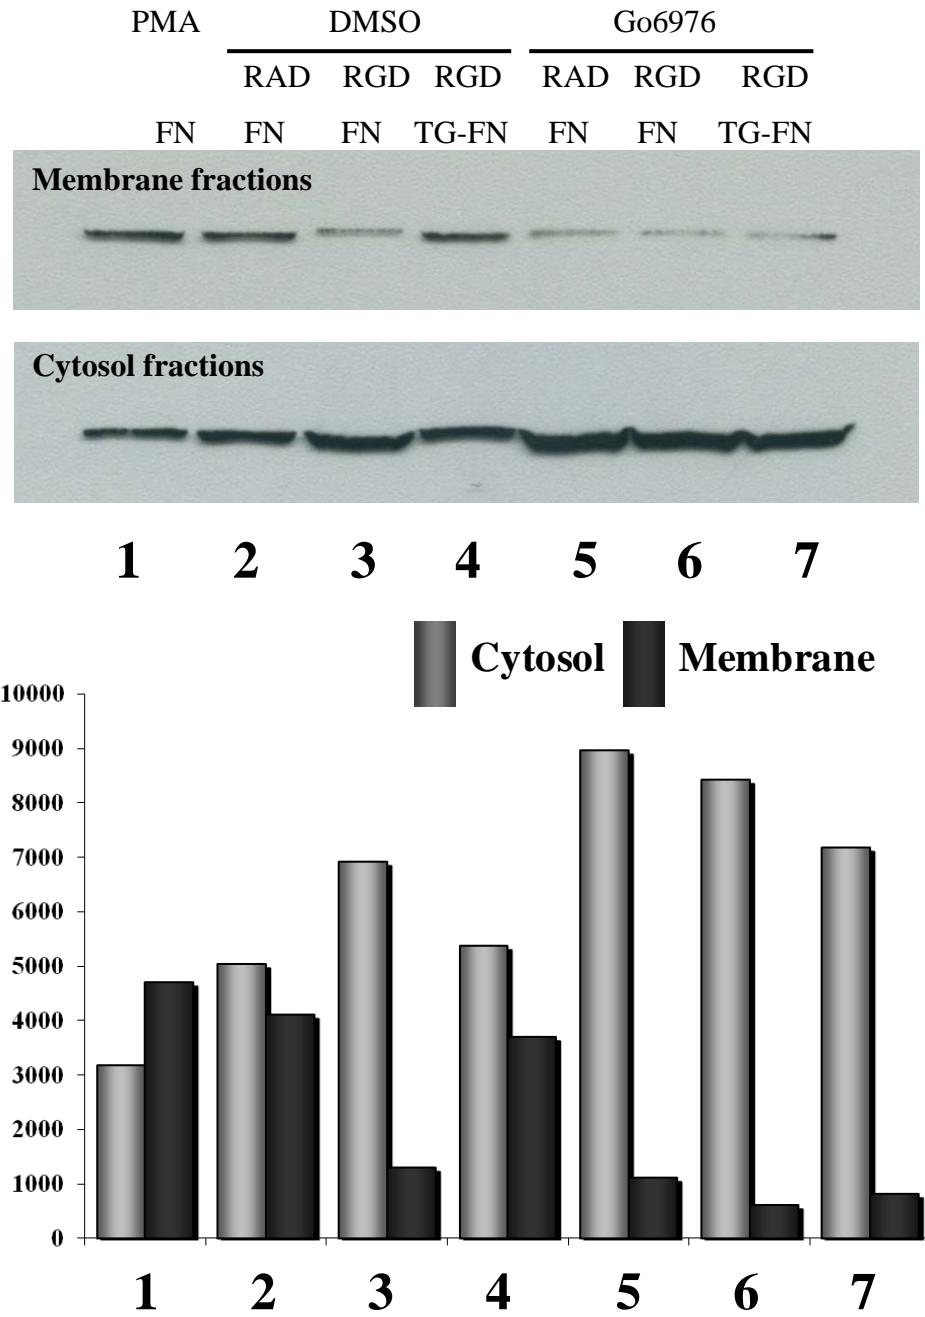 PMA DMSO Go6976
RAD RGD RGD RAD RGD RGD
FN FN FN TG-FN FN FN TG-FN
Membrane fractions
Cytosol fractions
1 2 3 4 5 6 7
Cytosol Membrane
10000
9000
8000
7000
6000
5000
4000
3000
2000
1000
0
1 2 3 4 5 6 7